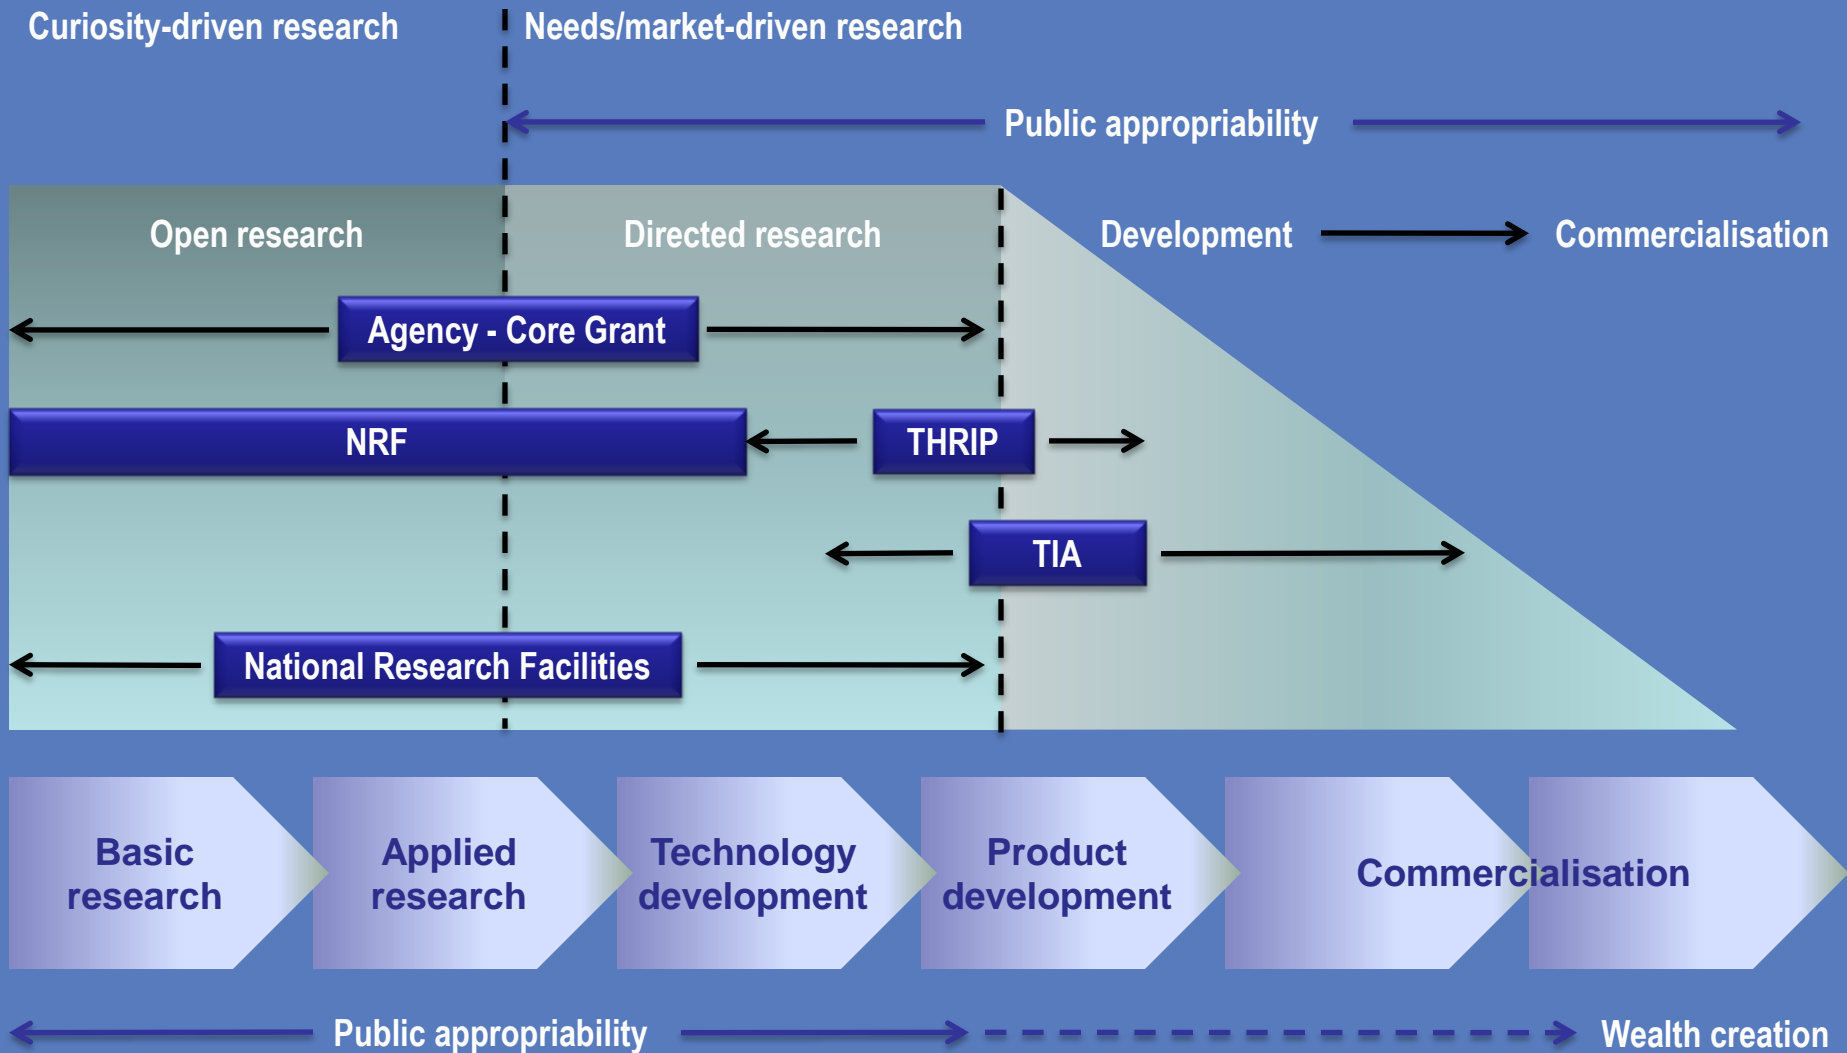 Curiosity-driven research
Needs/market-driven research
Public appropriability
Open research
Directed research
Development
Commercialisation
Agency - Core Grant
NRF
THRIP
TIA
National Research Facilities
Basic
research
Applied
research
Technology
development
Product
development
Commercialisation
Public appropriability
Wealth creation